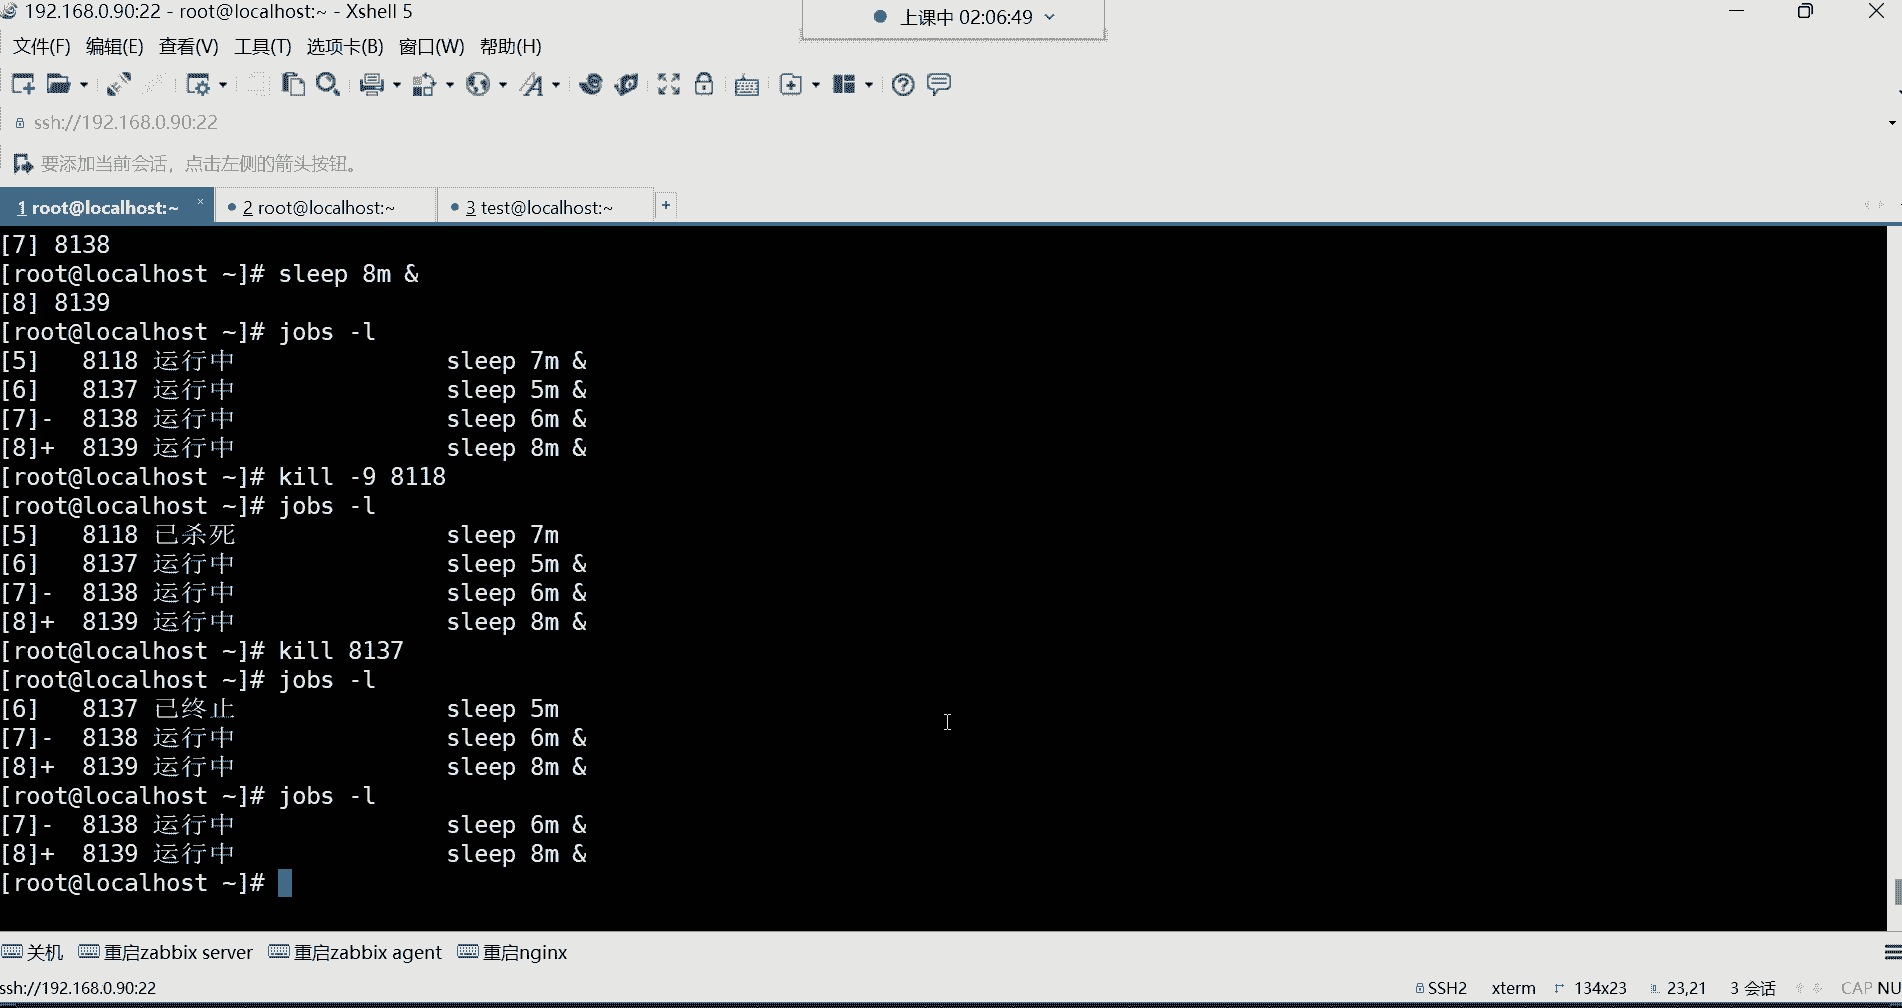 192.168.0.90:22 - root@localhost:~ - Xshell 5
上课中 02:06:49
文件(F) 编辑(E) 查看(V) 工具(T) 选项卡(B) 窗口(W) 帮助(H)
ssh://192.168.0.90:22
要添加当前会话，点击左侧的箭头按钮。
1 root@localhost:~ × 2 root@localhost:~ 3 test@localhost:~ +
[7] 8138
[root@localhost ~]# sleep 8m &
[8] 8139
[root@localhost ~]# jobs -l
[5]   8118 运行中               sleep 7m &
[6]   8137 运行中               sleep 5m &
[7]-  8138 运行中               sleep 6m &
[8]+  8139 运行中               sleep 8m &
[root@localhost ~]# kill -9 8118
[root@localhost ~]# jobs -l
[5]   8118 已杀死               sleep 7m
[6]   8137 运行中               sleep 5m &
[7]-  8138 运行中               sleep 6m &
[8]+  8139 运行中               sleep 8m &
[root@localhost ~]# kill 8137
[root@localhost ~]# jobs -l
[6]   8137 已终止               sleep 5m
[7]-  8138 运行中               sleep 6m &
[8]+  8139 运行中               sleep 8m &
[root@localhost ~]# jobs -l
[7]-  8138 运行中               sleep 6m &
[8]+  8139 运行中               sleep 8m &
[root@localhost ~]#
关机 重启zabbix server 重启zabbix agent 重启nginx
ssh://192.168.0.90:22 SSH2 xterm 134x23 23,21 3 会话 CAP NU